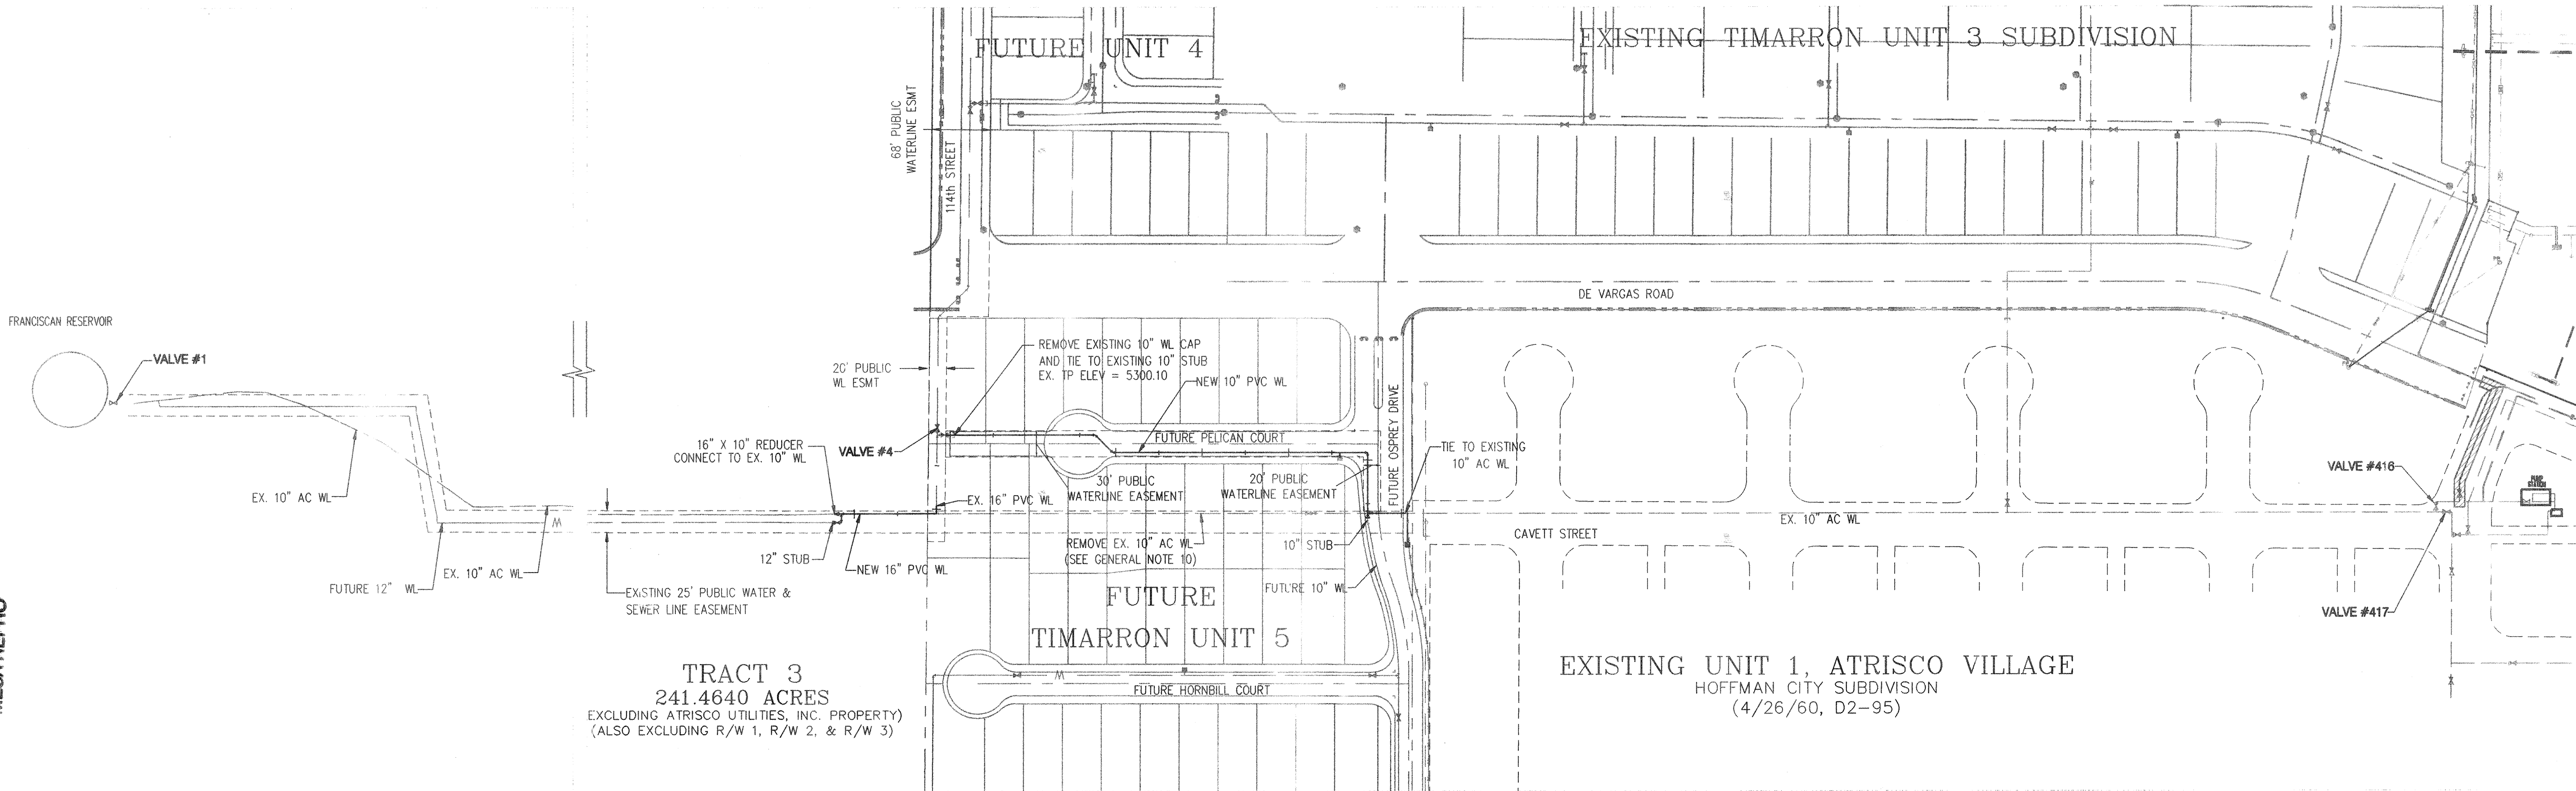 FUTURE UNIT 4
EXISTING TIMARRON UNIT 3 SUBDIVISION
68' PUBLIC
WATERLINE ESMT
114th STREET
DE VARGAS ROAD
FRANCISCAN RESERVOIR
VALVE #1
20' PUBLIC
WL ESMT
REMOVE EXISTING 10" WL CAP
AND TIE TO EXISTING 10" STUB
EX. TP ELEV = 5300.10
NEW 10" PVC WL
FUTURE OSPREY DRIVE
16" X 10" REDUCER
CONNECT TO EX. 10" WL
VALVE #4
FUTURE PELICAN COURT
TIE TO EXISTING
10" AC WL
30' PUBLIC
WATERLINE EASEMENT
20' PUBLIC
WATERLINE EASEMENT
VALVE #416
PUMP
STATION
EX. 10" AC WL
EX. 16" PVC WL
W
EX. 10" AC WL
CAVETT STREET
REMOVE EX. 10" AC WL
(SEE GENERAL NOTE 10)
10" STUB
12" STUB
NEW 16" PVC WL
EX. 10" AC WL
FUTURE 12" WL
EXISTING 25' PUBLIC WATER &
SEWER LINE EASEMENT
FUTURE 10" WL
VALVE #417
FUTURE
TIMARRON UNIT 5
TRACT 3
241.4640 ACRES
EXCLUDING ATRISCO UTILITIES, INC. PROPERTY)
(ALSO EXCLUDING R/W 1, R/W 2, & R/W 3)
W
FUTURE HORNBILL COURT
EXISTING UNIT 1, ATRISCO VILLAGE
HOFFMAN CITY SUBDIVISION
(4/26/60, D2-95)